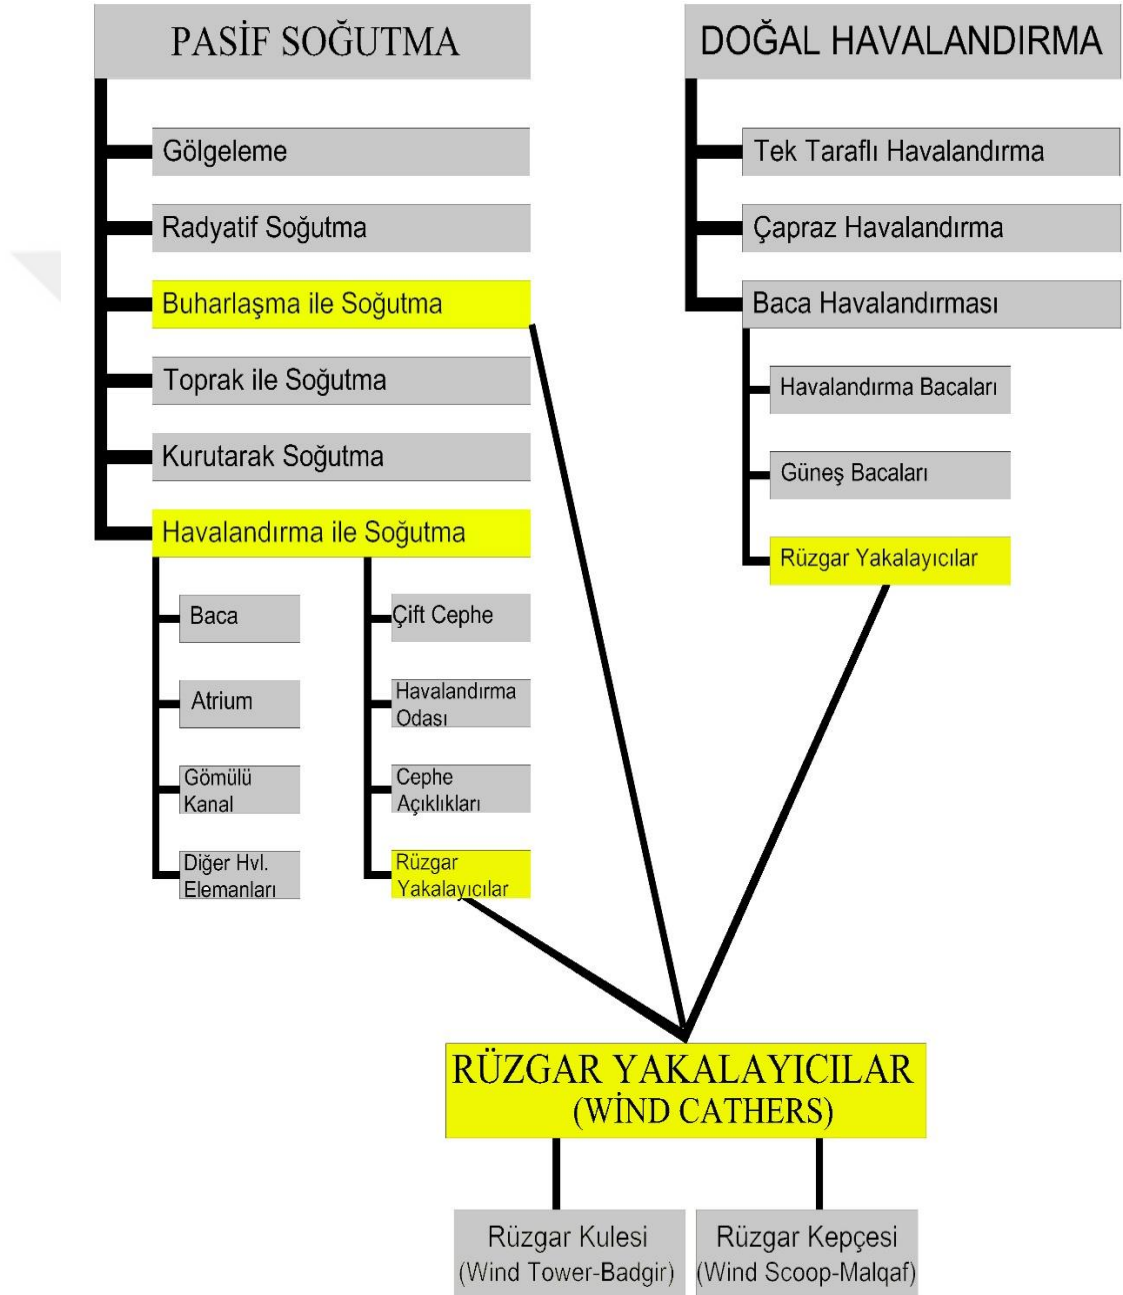 PASİF SOĞUTMA
Gölgeleme
Radyatif Soğutma
Buharlaşma ile Soğutma
Toprak ile Soğutma
Kurutarak Soğutma
Havalandırma ile Soğutma
Baca
Atrium
Gömülü
Kanal
Diğer Hvl.
Elemanları
Çift Cephe
Havalandırma
Odası
Cephe
Açıklıkları
Rüzgar
Yakalayıcılar
DOĞAL HAVALANDIRMA
Tek Taraflı Havalandırma
Çapraz Havalandırma
Baca Havalandırması
Havalandırma Bacaları
Güneş Bacaları
Rüzgar Yakalayıcılar
RÜZGAR YAKALAYICILAR
(WİND CATHERS)
Rüzgar Kulesi
(Wind Tower-Badgir)
Rüzgar Kepçesi
(Wind Scoop-Malqaf)